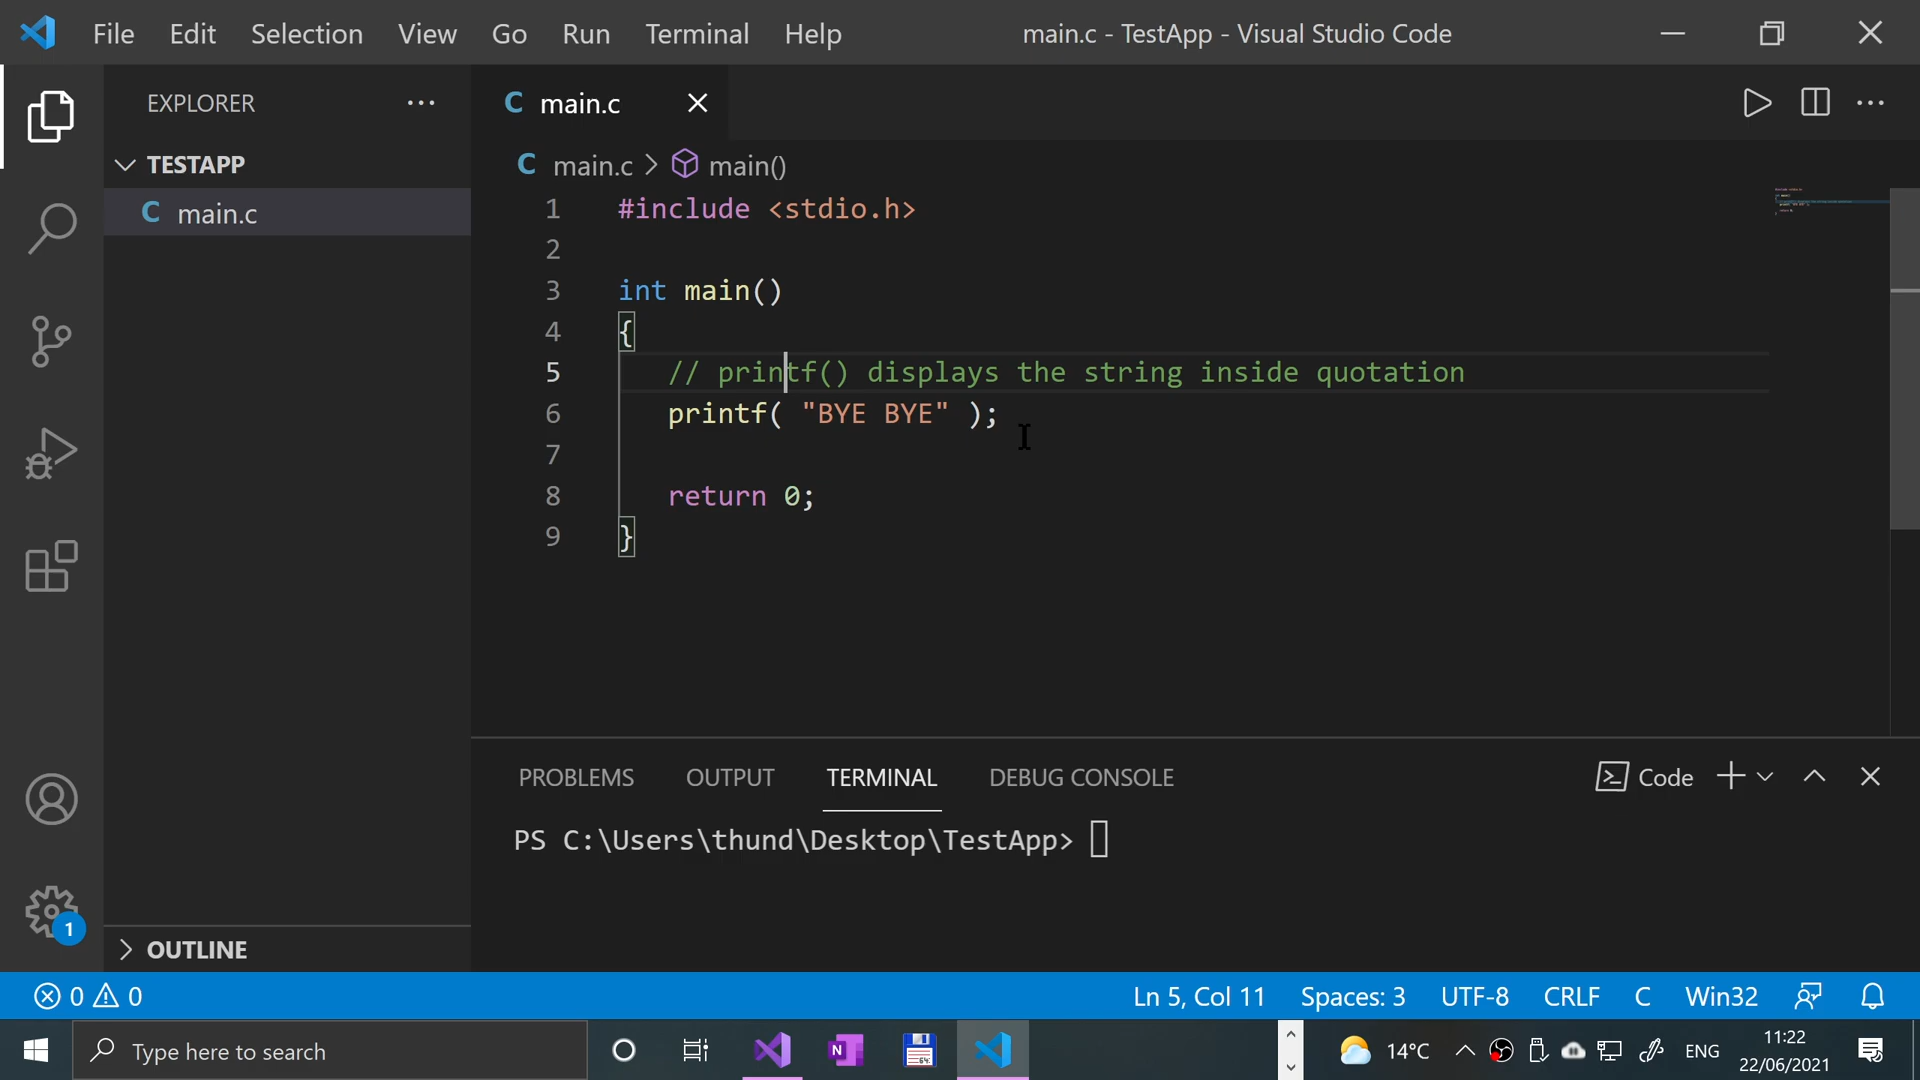 File Edit Selection View Go Run Terminal Help main.c - TestApp - Visual Studio Code
EXPLORER
C main.c
TESTAPP
C main.c > main()
C main.c
1 #include <stdio.h>
2
3 int main()
4 {
5 // printf() displays the string inside quotation
6 printf( "BYE BYE" );
7
8 return 0;
9 }
PROBLEMS OUTPUT TERMINAL DEBUG CONSOLE Code
PS C:\Users\thund\Desktop\TestApp>
1
OUTLINE
0 0 Ln 5, Col 11 Spaces: 3 UTF-8 CRLF C Win32
Type here to search N 64 14°C ENG 11:22
22/06/2021